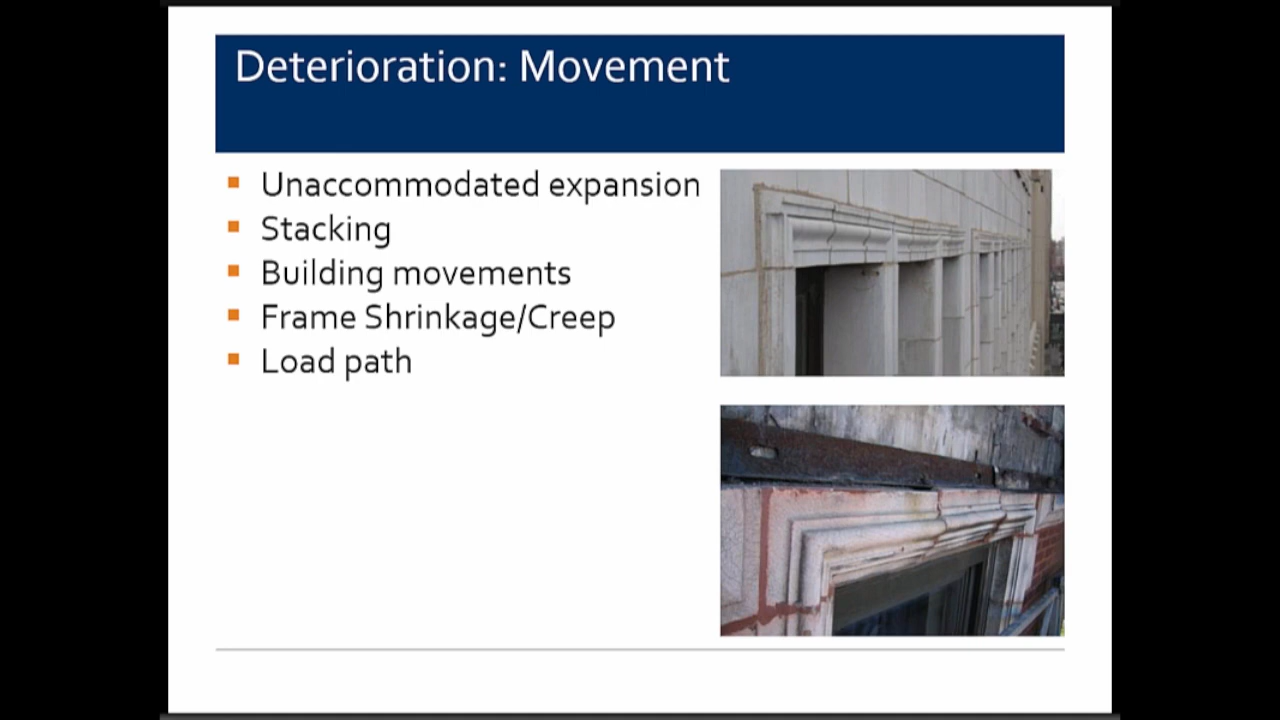 Deterioration: Movement
Unaccommodated expansion
Stacking
Building movements
Frame Shrinkage/Creep
Load path